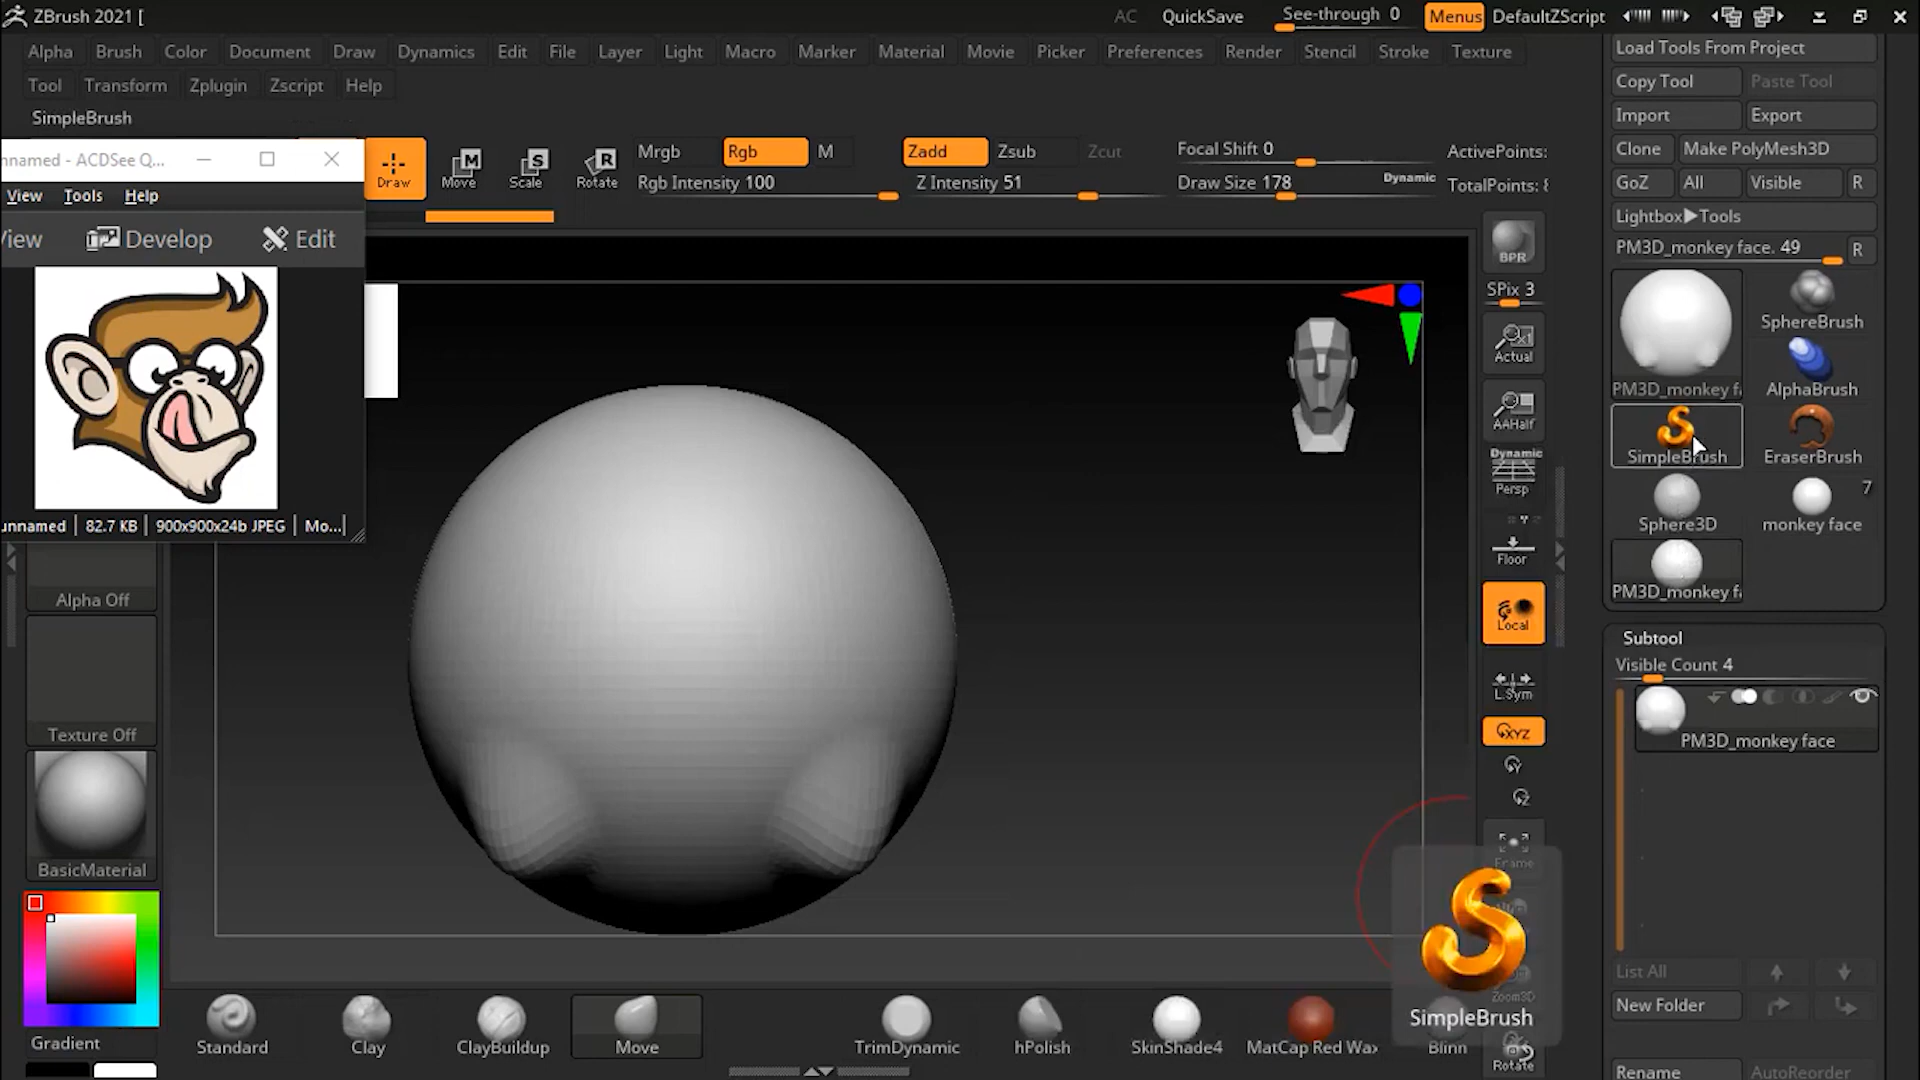 ZBrush 2021 [
AC QuickSave See-through 0 Menus DefaultZScript
Alpha Brush Color Document Draw Dynamics Edit File Layer Light Macro Marker Material Movie Picker Preferences Render Stencil Stroke Texture
Tool Transform Zplugin Zscript Help
SimpleBrush
nnamed - ACDSee Q...
View Tools Help
View Develop Edit
unnamed 82.7 KB 900x900x24b JPEG Mo...
Draw Move Scale Rotate
M S R
Mrgb Rgb M Zadd Zsub Zcut
Rgb Intensity 100 Z Intensity 51
Focal Shift 0
Draw Size 178 Dynamic
ActivePoints:
TotalPoints: 8
Alpha Off
Texture Off
BasicMaterial
Gradient
BPR
SPix 3
Actual
AAHalf
Dynamic
Persp
Floor
Local
L.Sym
XYZ
Y
Z
Frame
Zoom3D
Rotate
Load Tools From Project
Copy Tool Paste Tool
Import Export
Clone Make PolyMesh3D
GoZ All Visible R
Lightbox▶Tools
PM3D_monkey face. 49 R
PM3D_monkey f
SphereBrush
AlphaBrush
SimpleBrush EraserBrush
7
Sphere3D monkey face
PM3D_monkey f
Subtool
Visible Count 4
PM3D_monkey face
List All
New Folder
Rename AutoReorder
Standard Clay ClayBuildup Move TrimDynamic hPolish SkinShade4 MatCap Red Wax Blinn
SimpleBrush